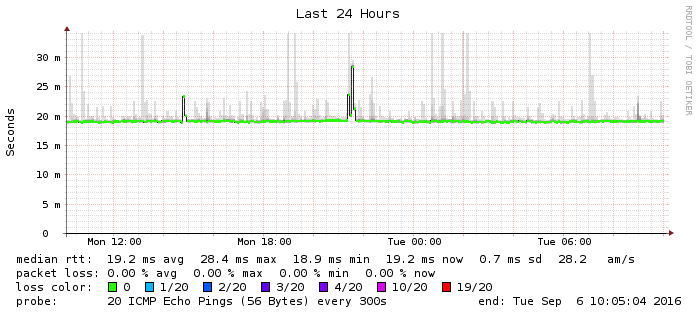 Last 24 Hours
RRDTOOL / TOBI OETIKER
Seconds
30 m
25 m
20 m
15 m
10 m
5 m
0
Mon 12:00 Mon 18:00 Tue 00:00 Tue 06:00
median rtt: 19.2 ms avg 28.4 ms max 18.9 ms min 19.2 ms now 0.7 ms sd 28.2 am/s
packet loss: 0.00 % avg 0.00 % max 0.00 % min 0.00 % now
loss color: 0 1/20 2/20 3/20 4/20 10/20 19/20
probe: 20 ICMP Echo Pings (56 Bytes) every 300s end: Tue Sep 6 10:05:04 2016